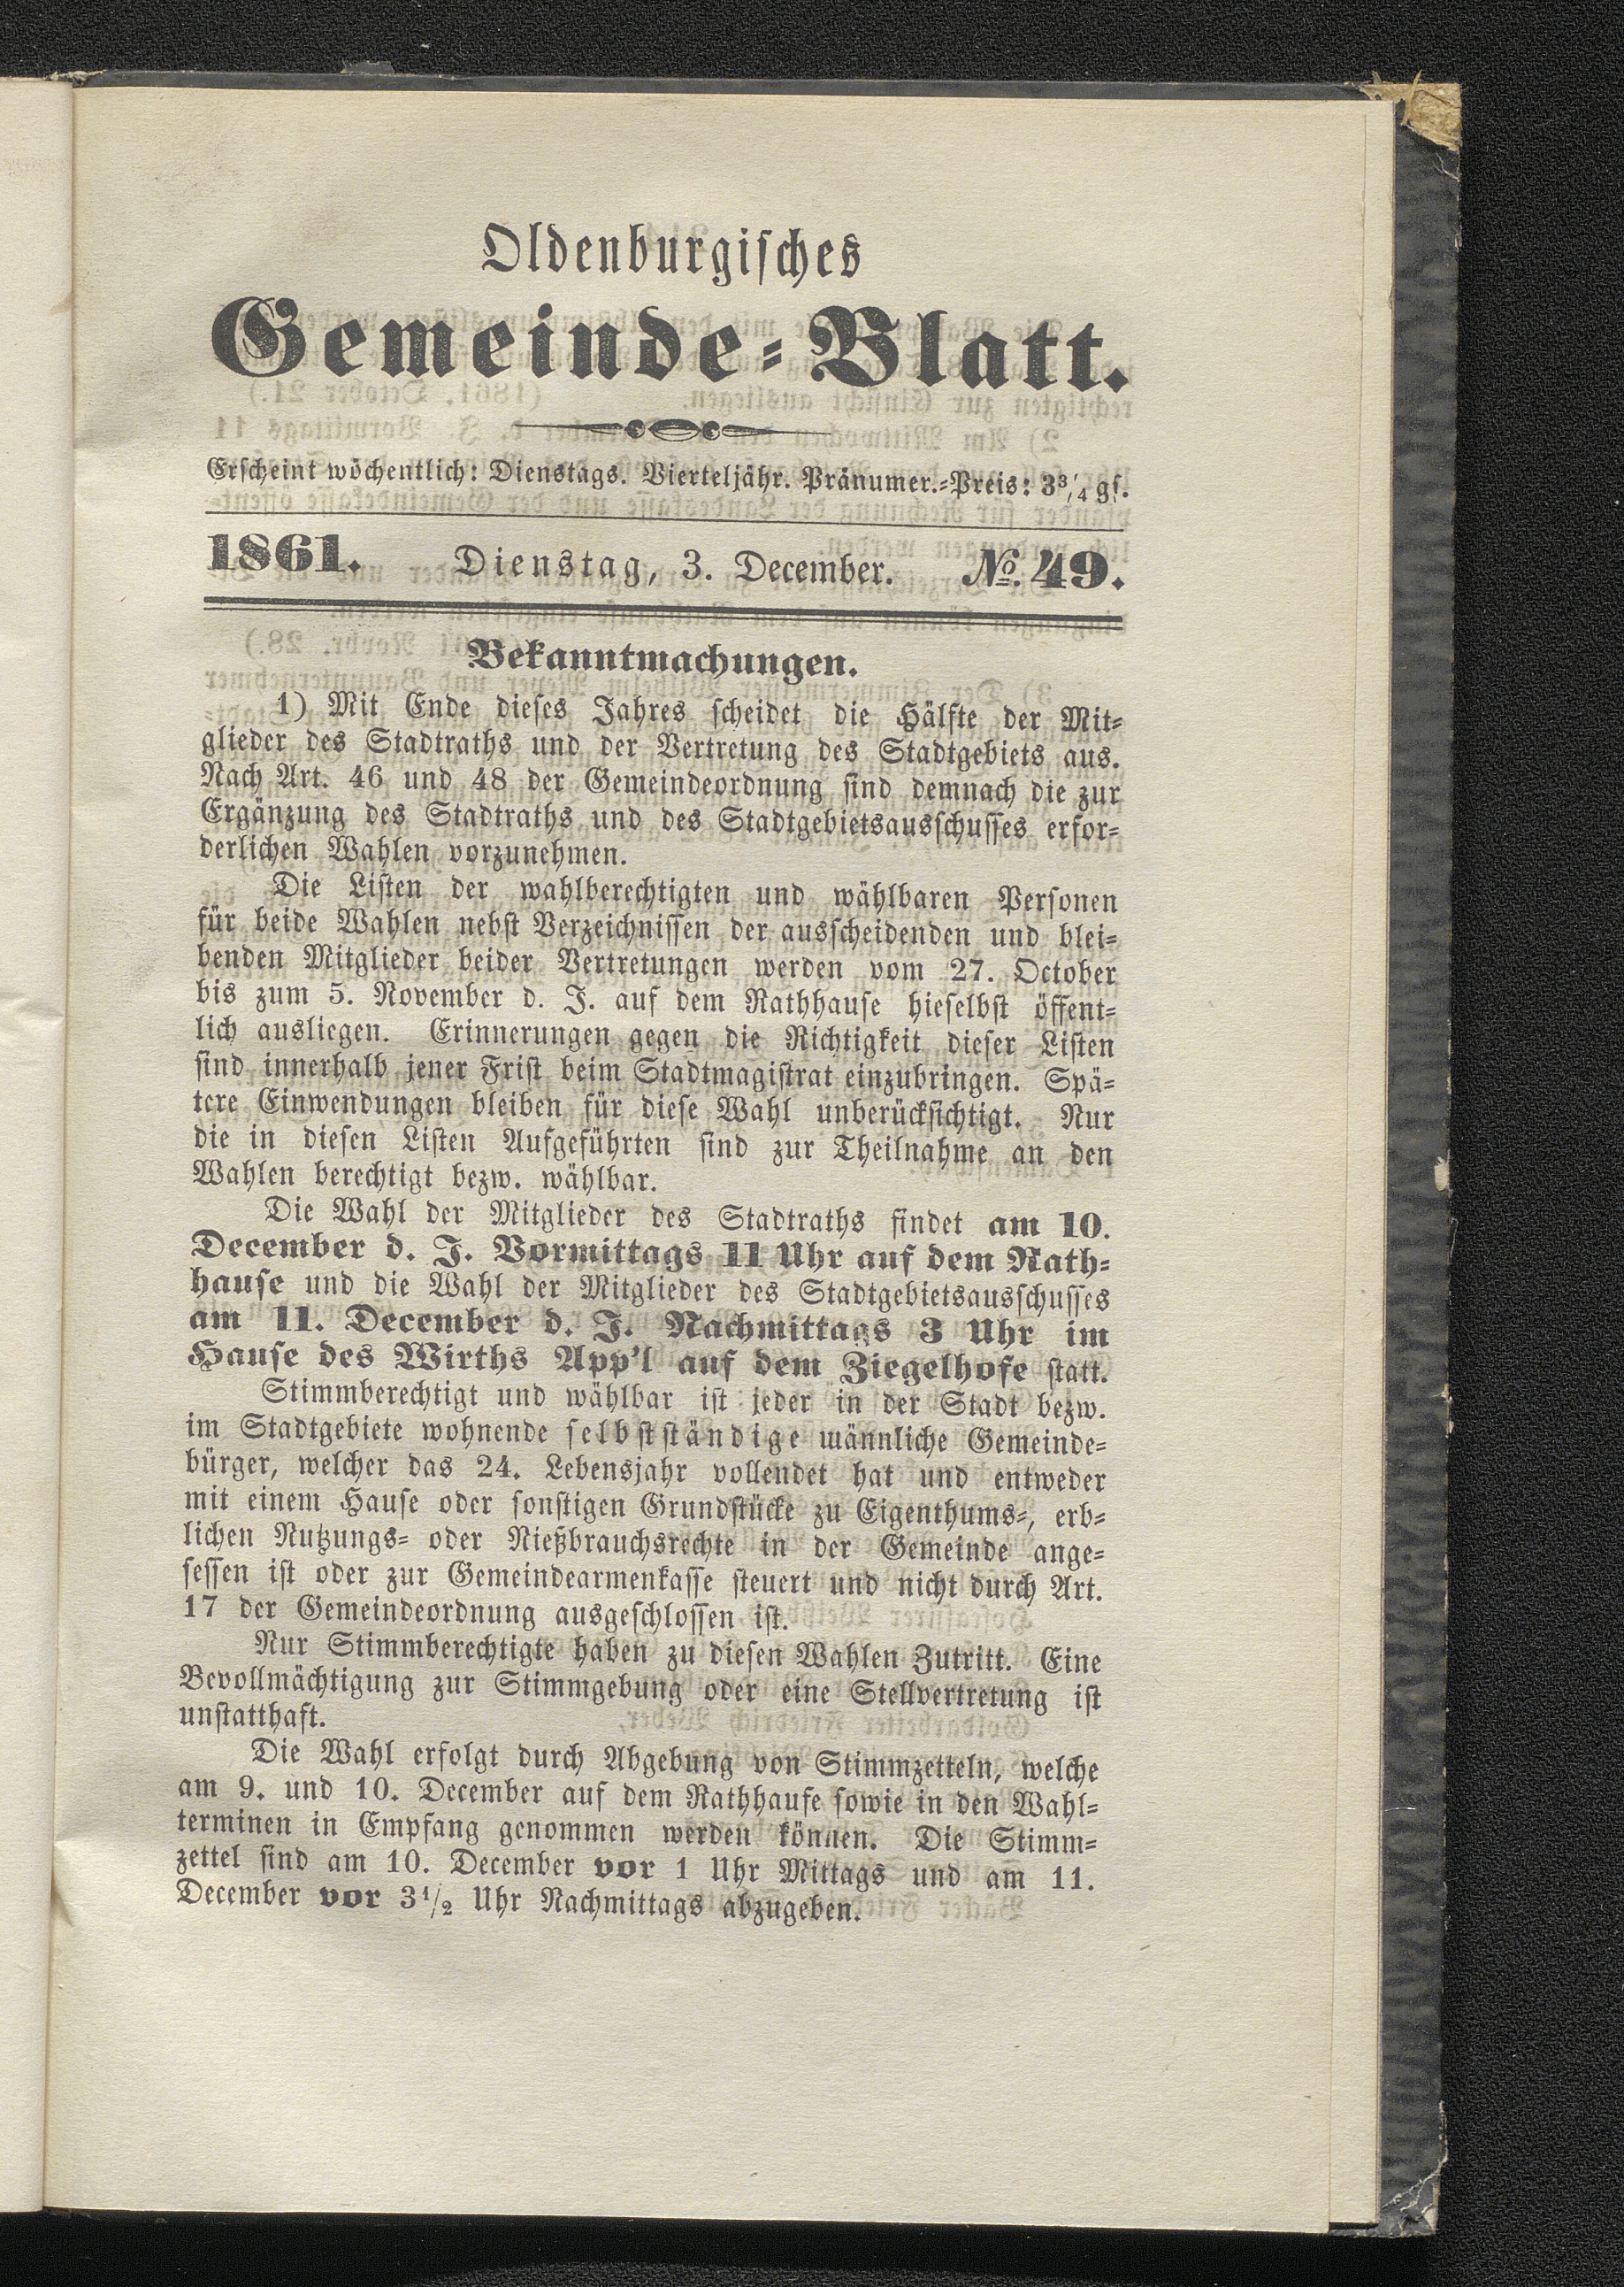 Oldenburgisches
Gemeinde-Blatt.
Erscheint wöchentlich: Dienstags. Vierteljähr. Pränumer.-Preis: 3 3/4 gs.
1861. Dienstag, 3. December. No. 49.
Bekanntmachungen.
1) Mit Ende dieses Jahres scheidet die Hälfte der Mit-
glieder des Stadtraths und der Vertretung des Stadtgebiets aus.
Nach Art. 46 und 48 der Gemeindeordnung sind demnach die zur
Ergänzung des Stadtraths und des Stadtgebietsausschusses erfor-
derlichen Wahlen vorzunehmen.
Die Listen der wahlberechtigten und wählbaren Personen
für beide Wahlen nebst Verzeichnissen der ausscheidenden und blei-
benden Mitglieder beider Vertretungen werden vom 27. October
bis zum 5. November d. J. auf dem Rathhause hieselbst öffent-
lich ausliegen. Erinnerungen gegen die Richtigkeit dieser Listen
sind innerhalb jener Frist beim Stadtmagistrat einzubringen. Spä-
tere Einwendungen bleiben für diese Wahl unberücksichtigt. Nur
die in diesen Listen Aufgeführten sind zur Theilnahme an den
Wahlen berechtigt bezw. wählbar.
Die Wahl der Mitglieder des Stadtraths findet am 10.
December d. J. Vormittags 11 Uhr auf dem Rath-
hause und die Wahl der Mitglieder des Stadtgebietsausschusses
am 11. December d. J. Nachmittags 3 Uhr im
Hause des Wirths App'l auf dem Ziegelhofe statt.
Stimmberechtigt und wählbar ist jeder in der Stadt bezw.
im Stadtgebiete wohnende selbstständige männliche Gemeinde-
bürger, welcher das 24. Lebensjahr vollendet hat und entweder
mit einem Hause oder sonstigen Grundstücke zu Eigenthums-, erb-
lichen Nutzungs- oder Nießbrauchsrechte in der Gemeinde ange-
sessen ist oder zur Gemeindearmenkasse steuert und nicht durch Art.
17 der Gemeindeordnung ausgeschlossen ist.
Nur Stimmberechtigte haben zu diesen Wahlen Zutritt. Eine
Bevollmächtigung zur Stimmgebung oder eine Stellvertretung ist
unstatthaft.
Die Wahl erfolgt durch Abgebung von Stimmzetteln, welche
am 9. und 10. December auf dem Rathhause sowie in den Wahl-
terminen in Empfang genommen werden können. Die Stimm-
zettel sind am 10. December vor 1 Uhr Mittags und am 11.
December vor 3 1/2 Uhr Nachmittags abzugeben.